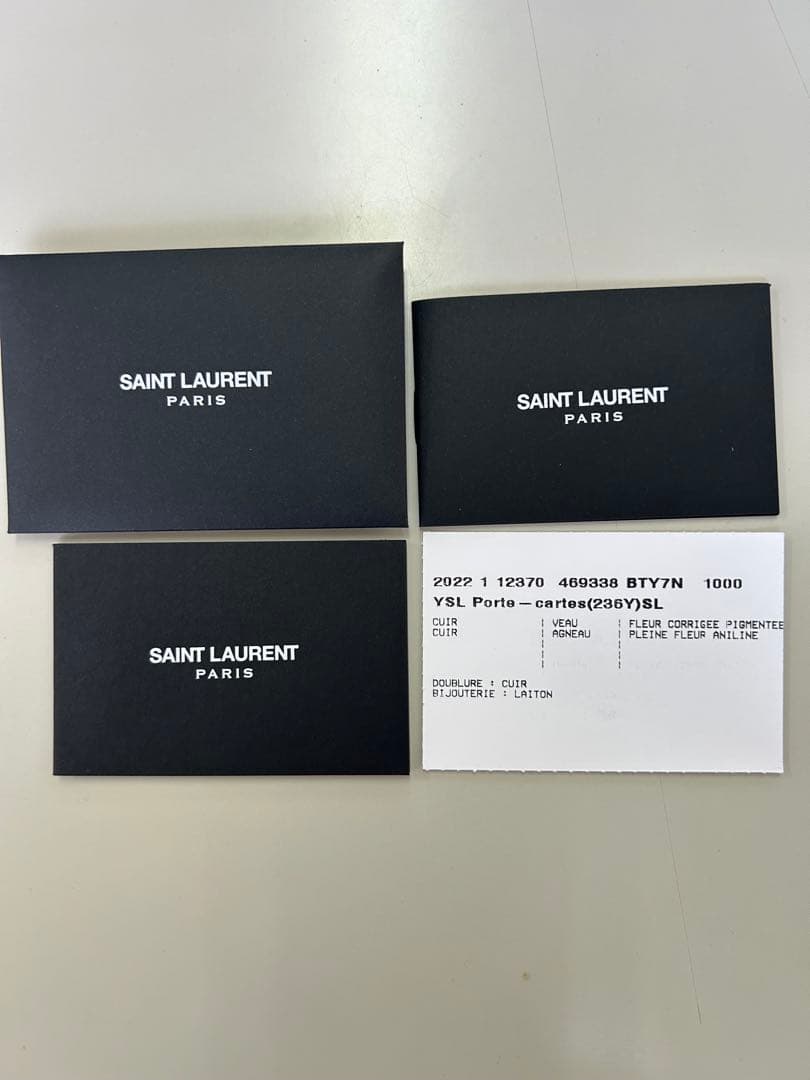 SAINT LAURENT
PARIS
SAINT LAURENT
PARIS
SAINT LAURENT
PARIS
2022 1 12370 469338 BTY7N 1000
YSL Porte-cartes(236Y)SL
CUIR | VEAU | FLEUR CORRIGEE PIGMENTEE
CUIR | AGNEAU | PLEINE FLEUR ANILINE
DOUBLURE : CUIR
BIJOUTERIE : LAITON